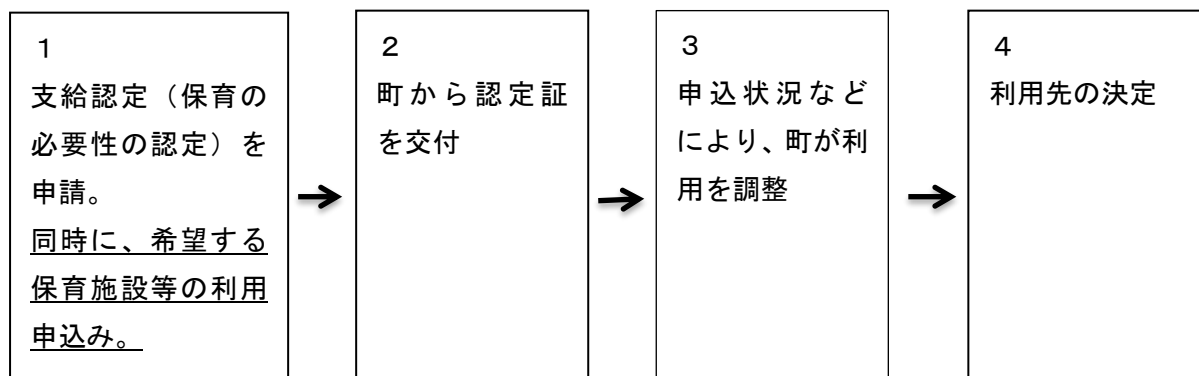 １
支給認定（保育の
必要性の認定）を
申請。
同時に、希望する
保育施設等の利用
申込み。
２
町から認定証
を交付
３
申込状況など
により、町が利
用を調整
４
利用先の決定